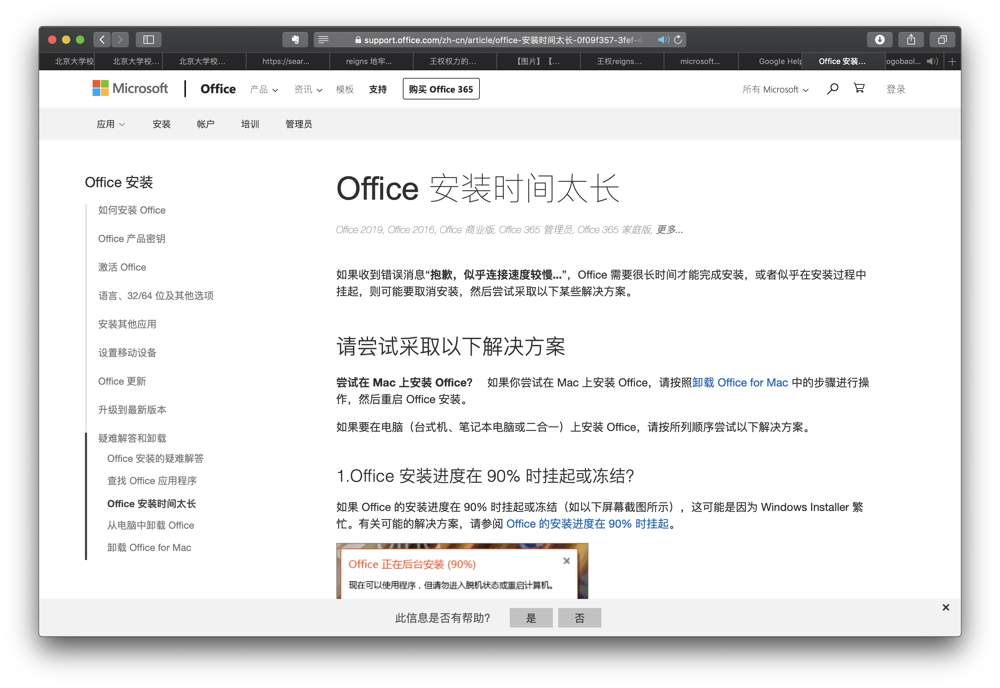 support.office.com/zh-cn/article/office-安装时间太长-0f09f357-3fef-4
北京大学校
北京大学校...
北京大学校...
https://sear...
reigns 地牢...
王权权力的...
【图片】【...
王权reigns...
microsoft...
Google Help
Office 安装...
ogobaol...
Microsoft
Office
产品
资讯
模板
支持
购买 Office 365
所有 Microsoft
登录
应用
安装
帐户
培训
管理员
Office 安装
如何安装 Office
Office 产品密钥
激活 Office
语言、32/64 位及其他选项
安装其他应用
设置移动设备
Office 更新
升级到最新版本
疑难解答和卸载
Office 安装的疑难解答
查找 Office 应用程序
Office 安装时间太长
从电脑中卸载 Office
卸载 Office for Mac
Office 安装时间太长
Office 2019, Office 2016, Office 商业版, Office 365 管理员, Office 365 家庭版, 更多...
如果收到错误消息“抱歉，似乎连接速度较慢...”，Office 需要很长时间才能完成安装，或者似乎在安装过程中
挂起，则可能要取消安装，然后尝试采取以下某些解决方案。
请尝试采取以下解决方案
尝试在 Mac 上安装 Office? 如果你尝试在 Mac 上安装 Office，请按照卸载 Office for Mac 中的步骤进行操
作，然后重启 Office 安装。
如果要在电脑（台式机、笔记本电脑或二合一）上安装 Office，请按所列顺序尝试以下解决方案。
1.Office 安装进度在 90% 时挂起或冻结?
如果 Office 的安装进度在 90% 时挂起或冻结（如以下屏幕截图所示），这可能是因为 Windows Installer 繁
忙。有关可能的解决方案，请参阅 Office 的安装进度在 90% 时挂起。
Office 正在后台安装 (90%)
现在可以使用程序，但请勿进入脱机状态或重启计算机。
此信息是否有帮助?
是
否